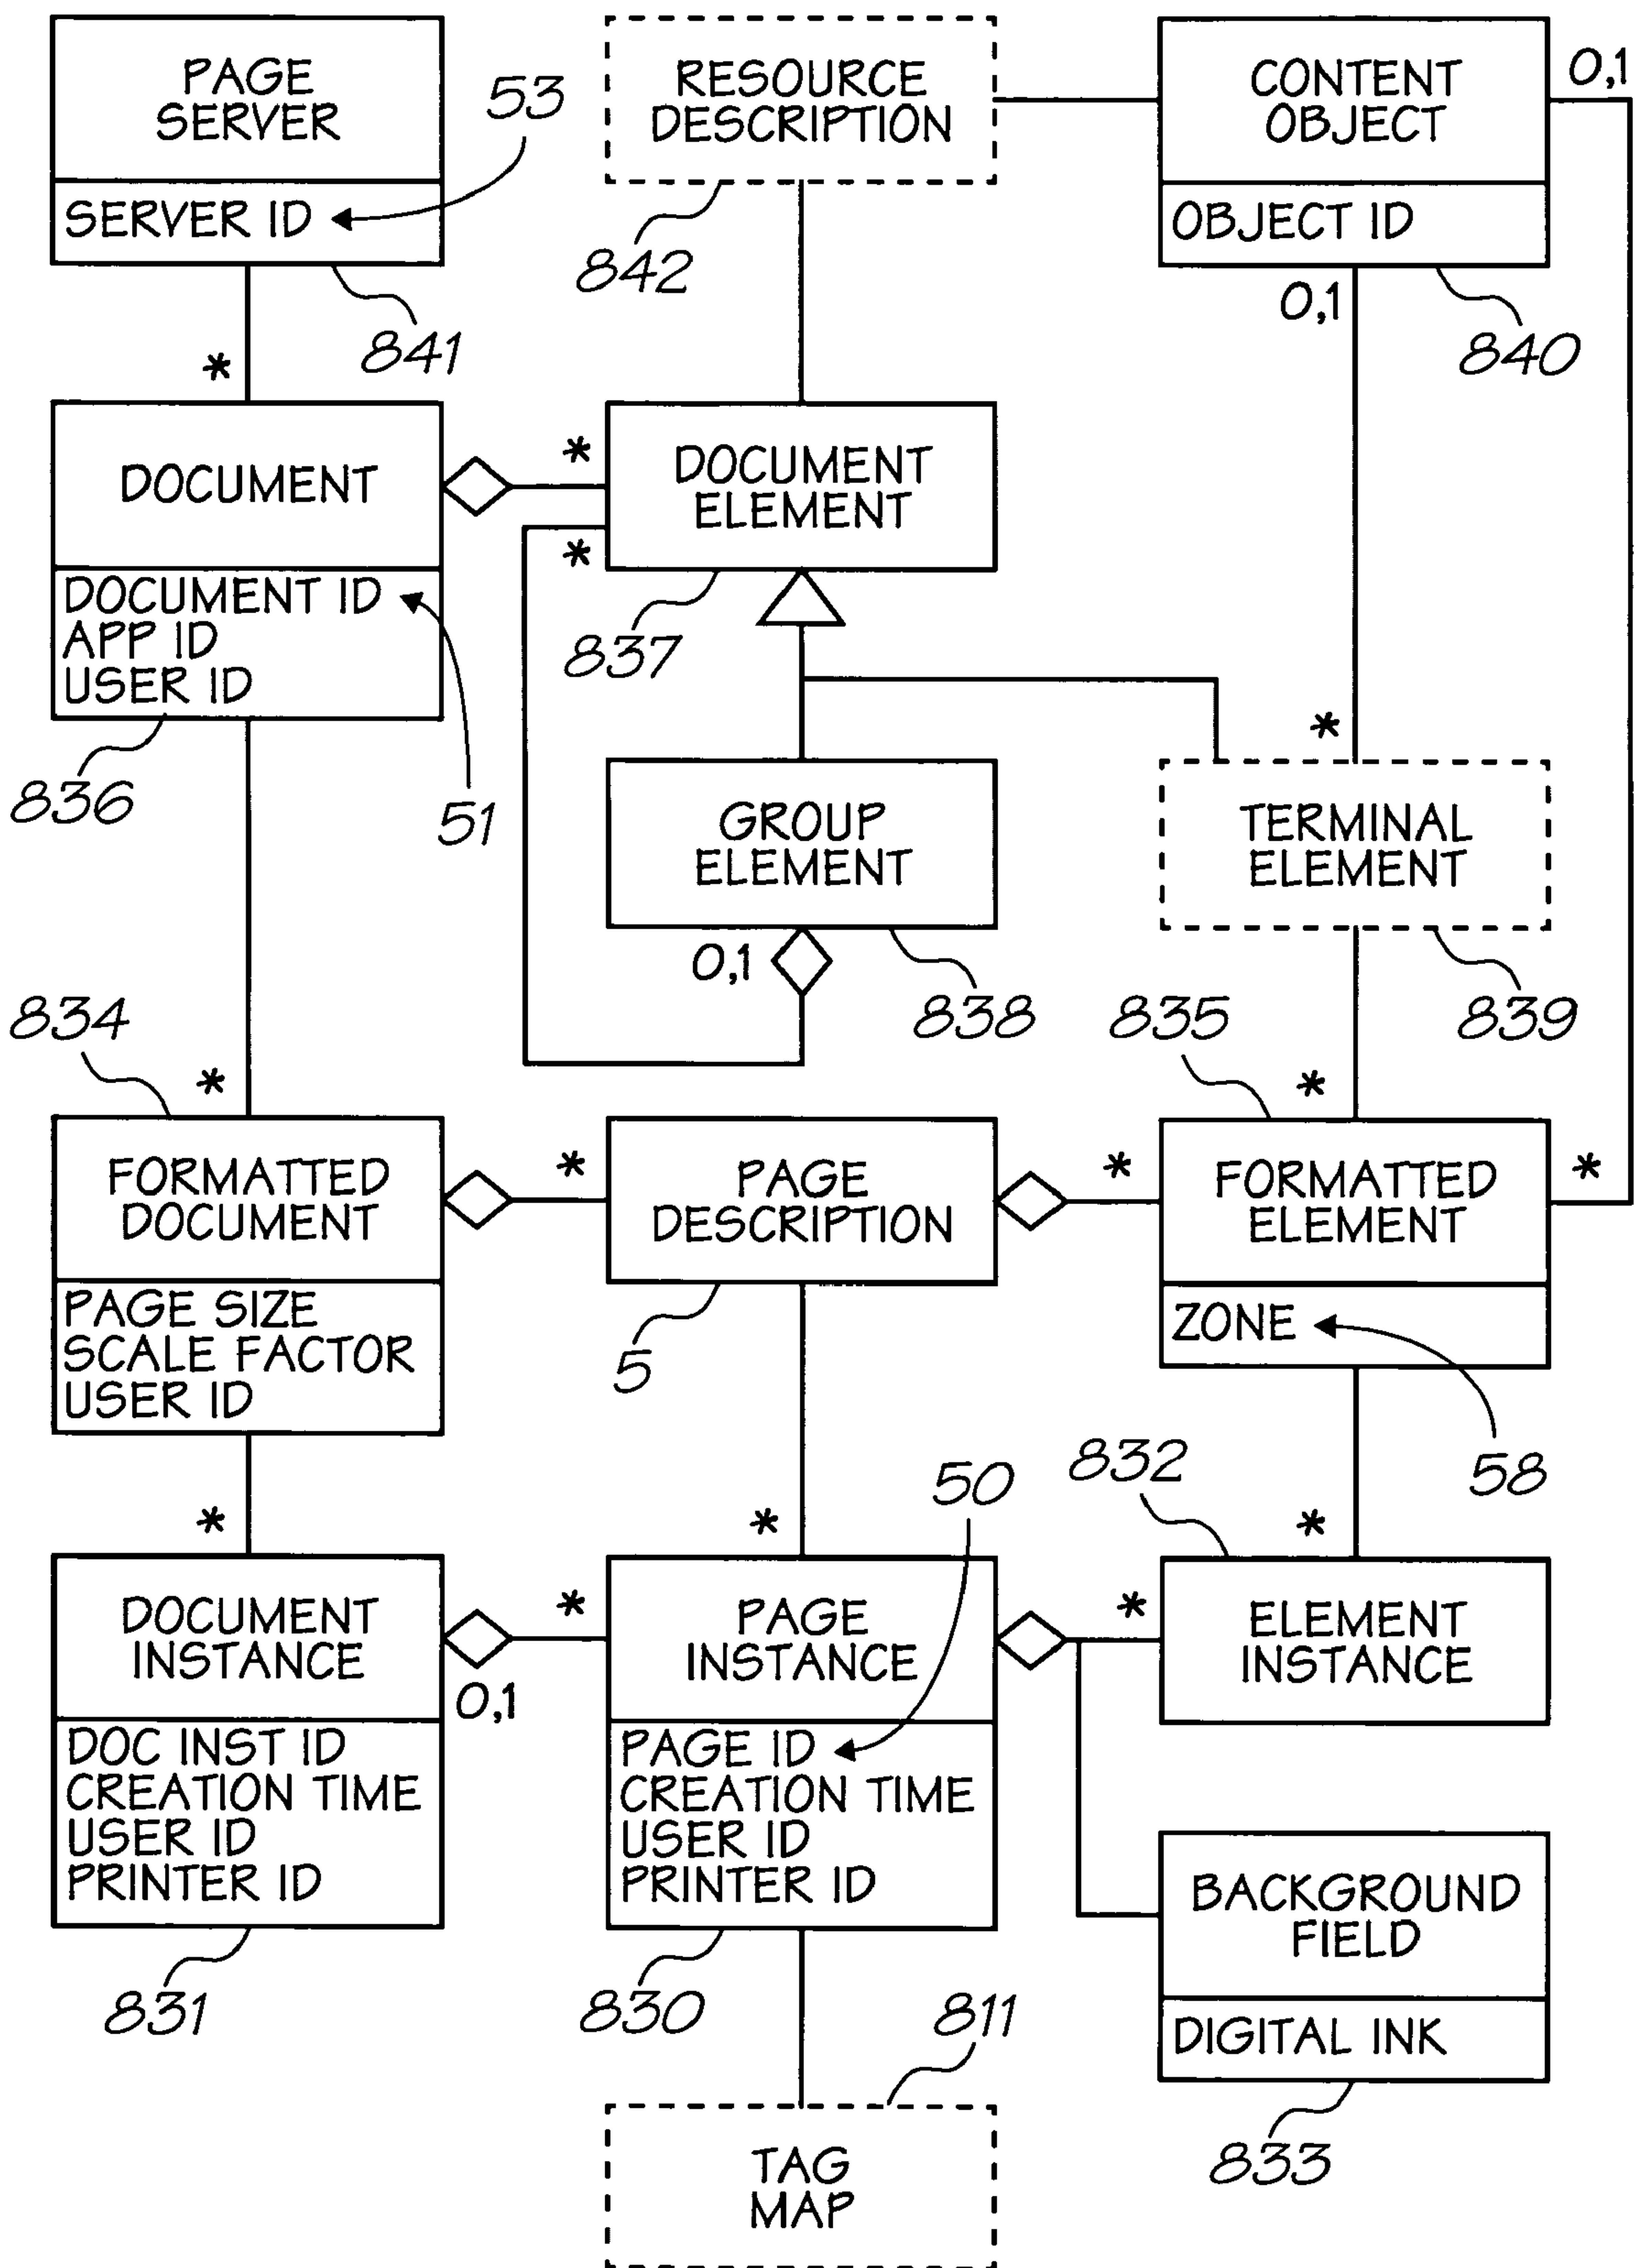 PAGE
SERVER
SERVER ID
53
841
RESOURCE
DESCRIPTION
842
CONTENT
OBJECT
OBJECT ID
0,1
0,1
840
*
DOCUMENT
DOCUMENT ID
APP ID
USER ID
836
51
*
*
DOCUMENT
ELEMENT
837
GROUP
ELEMENT
0,1
838
*
TERMINAL
ELEMENT
839
834
*
FORMATTED
DOCUMENT
PAGE SIZE
SCALE FACTOR
USER ID
*
PAGE
DESCRIPTION
5
835
*
*
*
FORMATTED
ELEMENT
ZONE
58
*
DOCUMENT
INSTANCE
0,1
DOC INST ID
CREATION TIME
USER ID
PRINTER ID
831
*
*
50
PAGE
INSTANCE
PAGE ID
CREATION TIME
USER ID
PRINTER ID
830
832
*
*
ELEMENT
INSTANCE
BACKGROUND
FIELD
DIGITAL INK
833
811
TAG
MAP